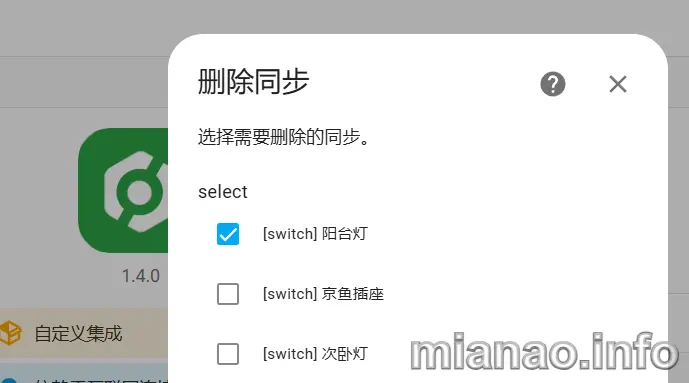 删除同步
选择需要删除的同步。
select
[switch] 阳台灯
[switch] 京鱼插座
[switch] 次卧灯
1.4.0
自定义集成
mianao.info